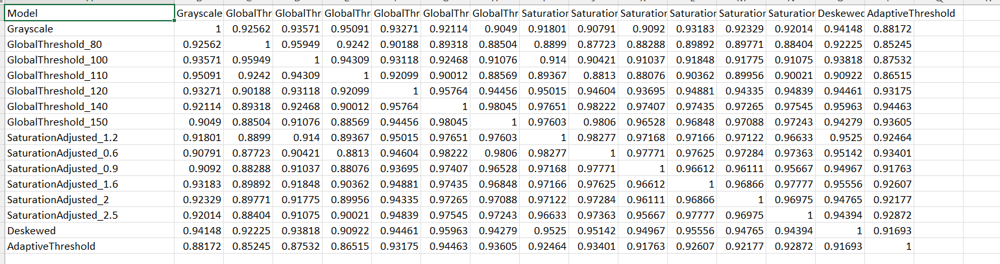 Model Grayscale GlobalThr GlobalThr GlobalThr GlobalThr GlobalThr GlobalThr Saturation Saturation Saturation Saturation Saturation Saturation Deskewed AdaptiveThreshold
Grayscale 1 0.92562 0.93571 0.95091 0.93271 0.92114 0.9049 0.91801 0.90791 0.9092 0.93183 0.92329 0.92014 0.94148 0.88172
GlobalThreshold_80 0.92562 1 0.95949 0.9242 0.90188 0.89318 0.88504 0.8899 0.87723 0.88288 0.89892 0.89771 0.88404 0.92225 0.85245
GlobalThreshold_100 0.93571 0.95949 1 0.94309 0.93118 0.92468 0.91076 0.914 0.90421 0.91037 0.91848 0.91775 0.91075 0.93818 0.87532
GlobalThreshold_110 0.95091 0.9242 0.94309 1 0.92099 0.90012 0.88569 0.89367 0.8813 0.88076 0.90362 0.89956 0.90021 0.90922 0.86515
GlobalThreshold_120 0.93271 0.90188 0.93118 0.92099 1 0.95764 0.94456 0.95015 0.94604 0.93695 0.94881 0.94335 0.94839 0.94461 0.93175
GlobalThreshold_140 0.92114 0.89318 0.92468 0.90012 0.95764 1 0.98045 0.97651 0.98222 0.97407 0.97435 0.97265 0.97545 0.95963 0.94463
GlobalThreshold_150 0.9049 0.88504 0.91076 0.88569 0.94456 0.98045 1 0.97603 0.9806 0.96528 0.96848 0.97088 0.97243 0.94279 0.93605
SaturationAdjusted_1.2 0.91801 0.8899 0.914 0.89367 0.95015 0.97651 0.97603 1 0.98277 0.97168 0.97166 0.97122 0.96633 0.9525 0.92464
SaturationAdjusted_0.6 0.90791 0.87723 0.90421 0.8813 0.94604 0.98222 0.9806 0.98277 1 0.97771 0.97625 0.97284 0.97363 0.95142 0.93401
SaturationAdjusted_0.9 0.9092 0.88288 0.91037 0.88076 0.93695 0.97407 0.96528 0.97168 0.97771 1 0.96612 0.96111 0.95667 0.94967 0.91763
SaturationAdjusted_1.6 0.93183 0.89892 0.91848 0.90362 0.94881 0.97435 0.96848 0.97166 0.97625 0.96612 1 0.96866 0.97777 0.95556 0.92607
SaturationAdjusted_2 0.92329 0.89771 0.91775 0.89956 0.94335 0.97265 0.97088 0.97122 0.97284 0.96111 0.96866 1 0.96975 0.94765 0.92177
SaturationAdjusted_2.5 0.92014 0.88404 0.91075 0.90021 0.94839 0.97545 0.97243 0.96633 0.97363 0.95667 0.97777 0.96975 1 0.94394 0.92872
Deskewed 0.94148 0.92225 0.93818 0.90922 0.94461 0.95963 0.94279 0.9525 0.95142 0.94967 0.95556 0.94765 0.94394 1 0.91693
AdaptiveThreshold 0.88172 0.85245 0.87532 0.86515 0.93175 0.94463 0.93605 0.92464 0.93401 0.91763 0.92607 0.92177 0.92872 0.91693 1